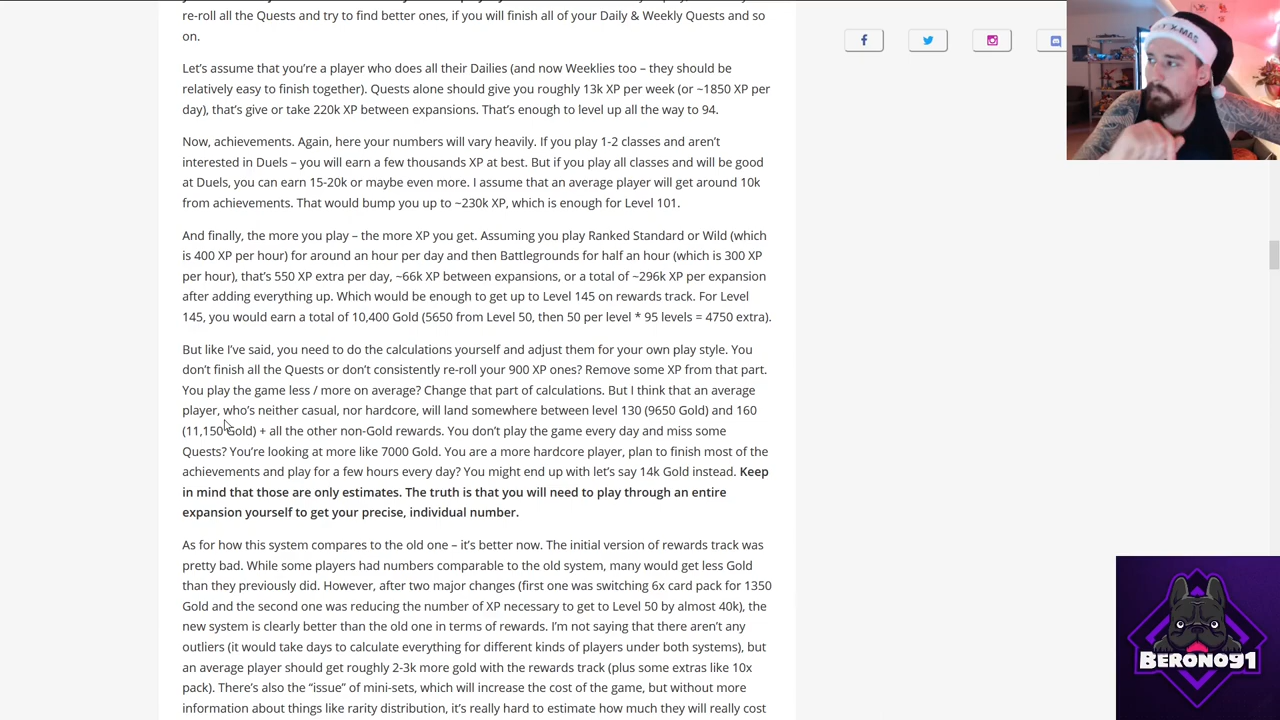 re-roll all the Quests and try to find better ones, if you will finish all of your Daily & Weekly Quests and so
on.
Let's assume that you're a player who does all their Dailies (and now Weeklies too – they should be
relatively easy to finish together). Quests alone should give you roughly 13k XP per week (or ~1850 XP per
day), that's give or take 220k XP between expansions. That's enough to level up all the way to 94.
Now, achievements. Again, here your numbers will vary heavily. If you play 1-2 classes and aren't
interested in Duels – you will earn a few thousands XP at best. But if you play all classes and will be good
at Duels, you can earn 15-20k or maybe even more. I assume that an average player will get around 10k
from achievements. That would bump you up to ~230k XP, which is enough for Level 101.
And finally, the more you play – the more XP you get. Assuming you play Ranked Standard or Wild (which
is 400 XP per hour) for around an hour per day and then Battlegrounds for half an hour (which is 300 XP
per hour), that's 550 XP extra per day, ~66k XP between expansions, or a total of ~296k XP per expansion
after adding everything up. Which would be enough to get up to Level 145 on rewards track. For Level
145, you would earn a total of 10,400 Gold (5650 from Level 50, then 50 per level * 95 levels = 4750 extra).
But like I've said, you need to do the calculations yourself and adjust them for your own play style. You
don't finish all the Quests or don't consistently re-roll your 900 XP ones? Remove some XP from that part.
You play the game less / more on average? Change that part of calculations. But I think that an average
player, who's neither casual, nor hardcore, will land somewhere between level 130 (9650 Gold) and 160
(11,150 Gold) + all the other non-Gold rewards. You don't play the game every day and miss some
Quests? You're looking at more like 7000 Gold. You are a more hardcore player, plan to finish most of the
achievements and play for a few hours every day? You might end up with let's say 14k Gold instead. Keep
in mind that those are only estimates. The truth is that you will need to play through an entire
expansion yourself to get your precise, individual number.
As for how this system compares to the old one – it's better now. The initial version of rewards track was
pretty bad. While some players had numbers comparable to the old system, many would get less Gold
than they previously did. However, after two major changes (first one was switching 6x card pack for 1350
Gold and the second one was reducing the number of XP necessary to get to Level 50 by almost 40k), the
new system is clearly better than the old one in terms of rewards. I'm not saying that there aren't any
outliers (it would take days to calculate everything for different kinds of players under both systems), but
an average player should get roughly 2-3k more gold with the rewards track (plus some extras like 10x
pack). There's also the “issue” of mini-sets, which will increase the cost of the game, but without more
information about things like rarity distribution, it's really hard to estimate how much they will really cost
BERONO91